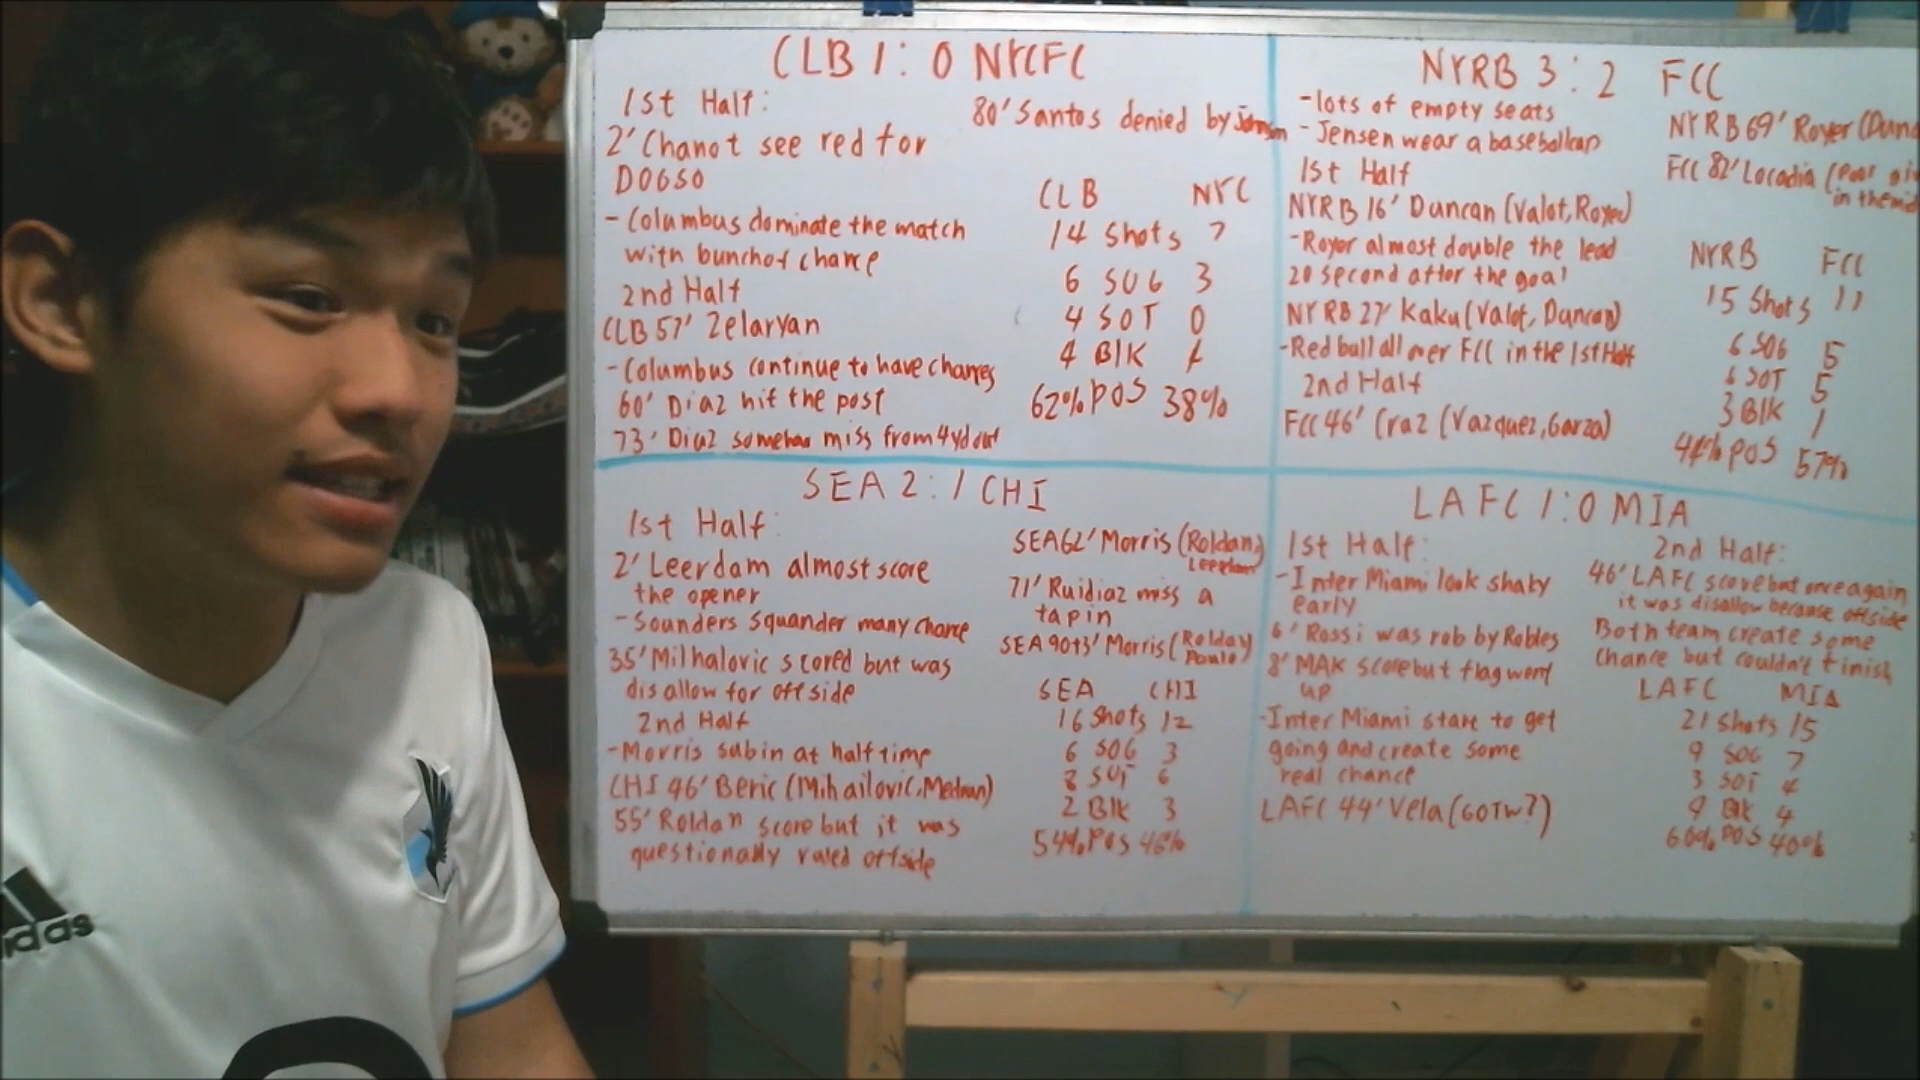 CLB 1:0 NYCFC
1st Half:
2' Chanot see red for
DOGSO
- Columbus dominate the match
with bunch of chance
2nd Half
CLB 57' Zelaryan
- Columbus continue to have chances
60' Diaz hit the post
73' Diaz somehow miss from 4yd out
80' Santos denied by
CLB NYC
14 Shots 7
6 SOG 3
4 SOT 0
4 Blk
62% POS 38%
NYRB 3:2 FCC
- lots of empty seats
- Jensen wear a baseball cap
1st Half
NYRB 16' Duncan (Valot, Royer)
- Royer almost double the lead
20 second after the goal
NYRB 27' Kaku (Valot, Duncan)
- Redbull all over FCC in the 1st Half
2nd Half
FCC 46' Cruz (Vazquez, Garza)
NYRB 69' Royer (Dun
FCC 82' Locadia (poor
in the mid
NYRB FCC
15 Shots 11
6 SOG 5
6 SOT 5
3 Blk 1
POS 57%
SEA 2:1 CHI
1st Half:
2' Leerdam almost score
the opener
- Sounders squander many chance
35' Milhalovic scored but was
disallow for offside
2nd Half
- Morris sub in at half time
CHI 46' Beric (Mihailovic, Medran)
55' Roldan score but it was
questionally ruled offside
SEA 62' Morris (Roldan,
Leerdam)
71' Ruidiaz miss a
tap in
SEA 90+3' Morris (Roldan,
Paulo)
SEA CHI
16 Shots 12
6 SOG 3
8 SOT 6
2 Blk 3
54% POS 46%
LAFC 1:0 MIA
1st Half:
- Inter Miami look shaky
early
6' Rossi was rob by Robles
8' MAK score but flag went
up
- Inter Miami start to get
going and create some
real chance
LAFC 44' Vela (GOTW?)
2nd Half:
46' LAFC score but once again
it was disallow because offside
Both team create some
chance but couldn't finish
LAFC MIA
21 Shots 15
9 SOG 7
3 SOT 4
9 Blk 4
60% POS 40%
adidas